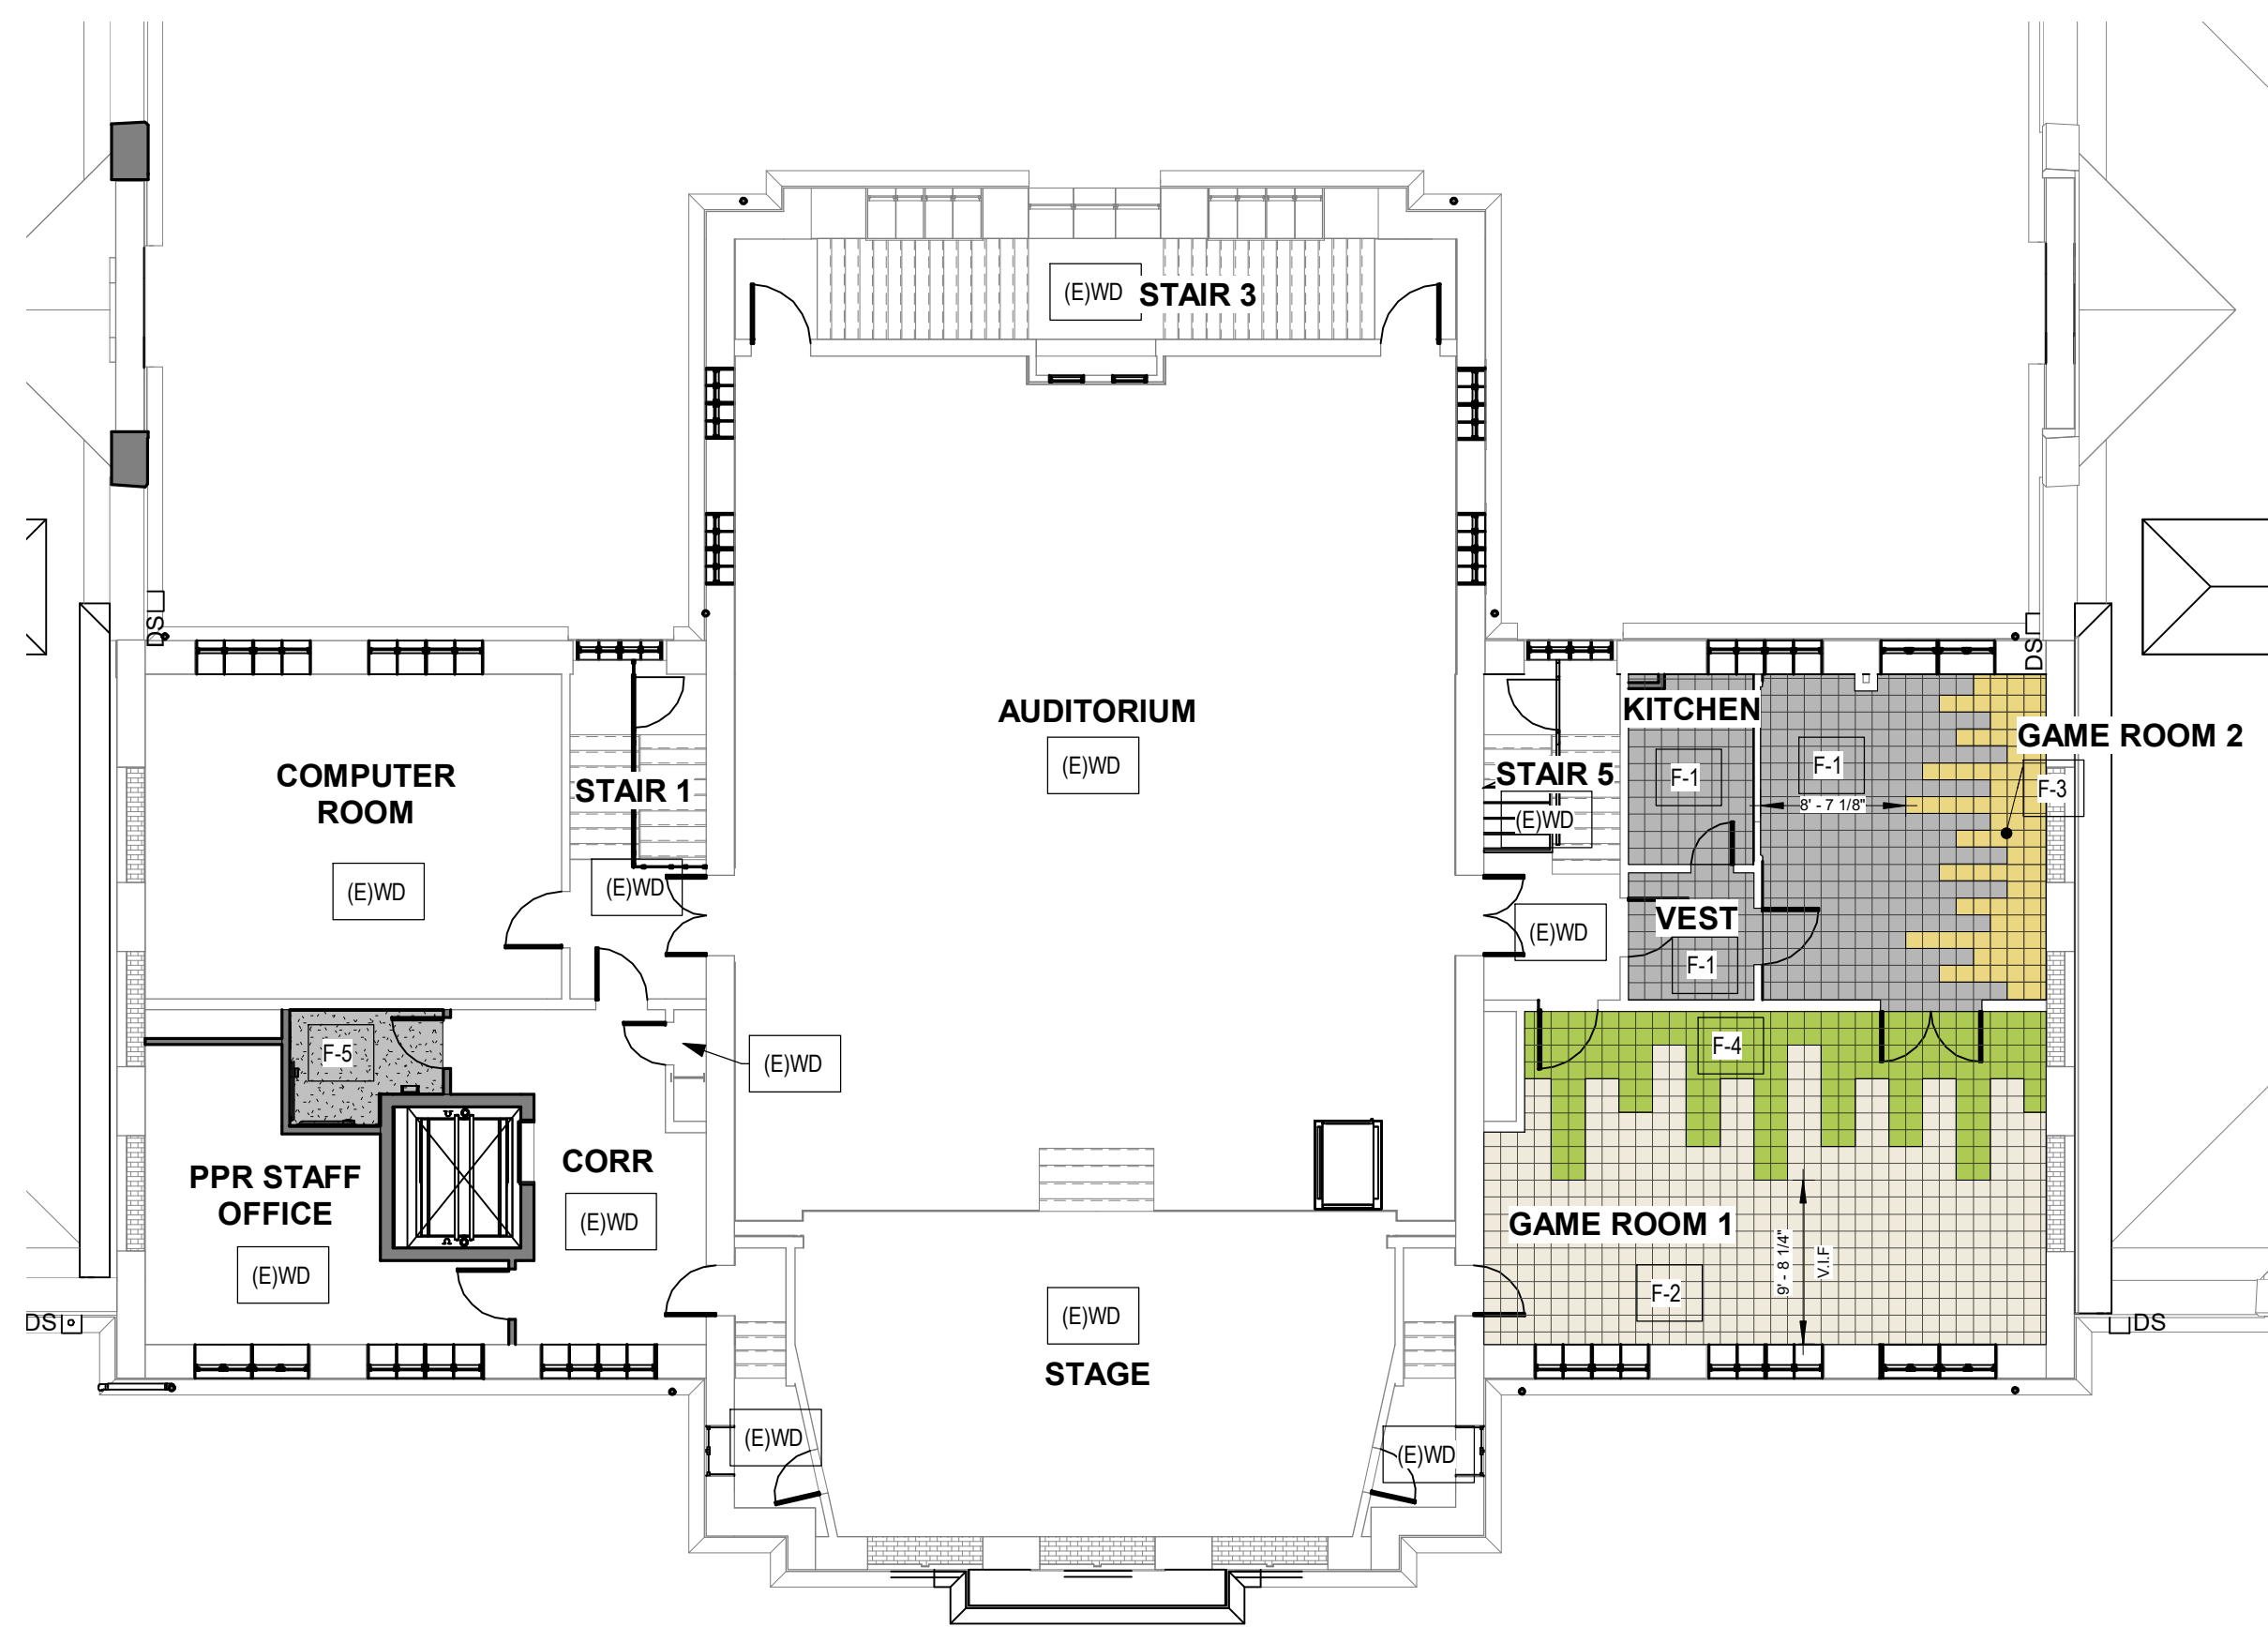 (E)WD
STAIR 3
DS
DS
AUDITORIUM
(E)WD
KITCHEN
GAME ROOM 2
COMPUTER
ROOM
STAIR 1
STAIR 5
F-1
F-1
F-3
8' - 7 1/8"
(E)WD
(E)WD
(E)WD
(E)WD
VEST
F-1
F-5
F-4
(E)WD
PPR STAFF
OFFICE
CORR
(E)WD
GAME ROOM 1
9' - 8 1/4"
V.I.F
(E)WD
F-2
(E)WD
STAGE
DS
DS
(E)WD
(E)WD